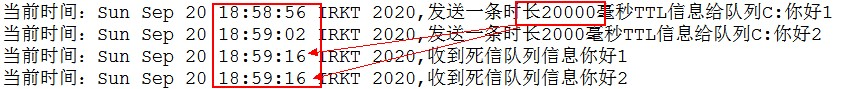 当前时间：Sun Sep 20 18:58:56 IRKT 2020,发送一条时长20000毫秒TTL信息给队列C:你好1
当前时间：Sun Sep 20 18:59:02 IRKT 2020,发送一条时长2000毫秒TTL信息给队列C:你好2
当前时间：Sun Sep 20 18:59:16 IRKT 2020,收到死信队列信息你好1
当前时间：Sun Sep 20 18:59:16 IRKT 2020,收到死信队列信息你好2